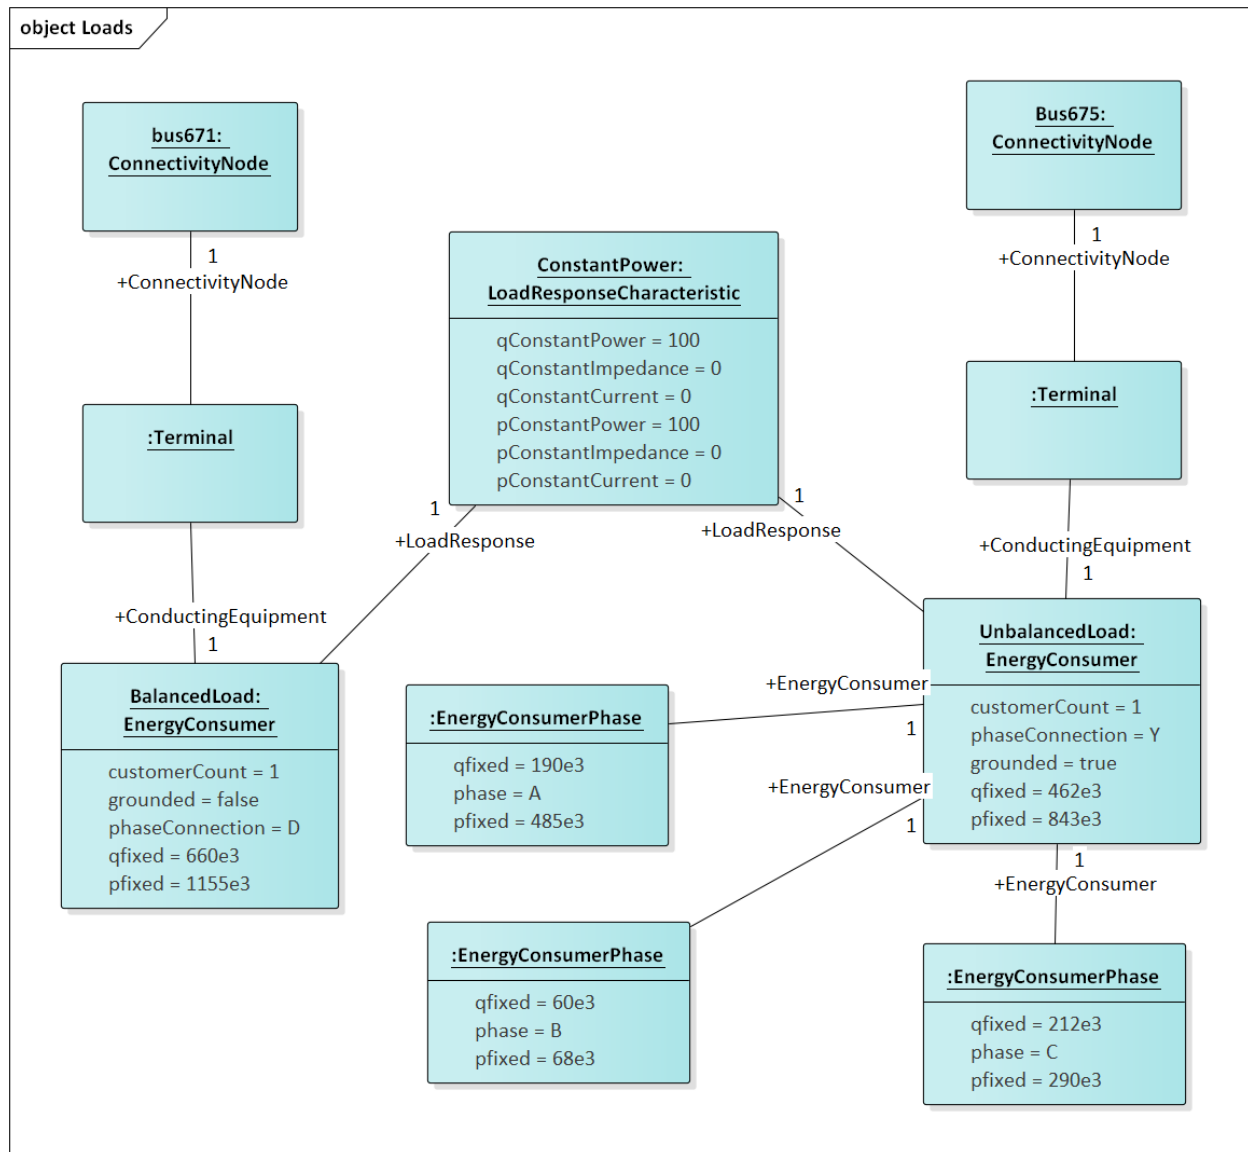 object Loads
bus671:
ConnectivityNode
1
+ConnectivityNode
:Terminal
+ConductingEquipment
1
BalancedLoad:
EnergyConsumer
customerCount = 1
grounded = false
phaseConnection = D
qfixed = 660e3
pfixed = 1155e3
ConstantPower:
LoadResponseCharacteristic
qConstantPower = 100
qConstantImpedance = 0
qConstantCurrent = 0
pConstantPower = 100
pConstantImpedance = 0
pConstantCurrent = 0
1
+LoadResponse
1
+LoadResponse
Bus675:
ConnectivityNode
1
+ConnectivityNode
:Terminal
+ConductingEquipment
1
UnbalancedLoad:
EnergyConsumer
customerCount = 1
phaseConnection = Y
grounded = true
qfixed = 462e3
pfixed = 843e3
+EnergyConsumer
1
:EnergyConsumerPhase
qfixed = 190e3
phase = A
pfixed = 485e3
+EnergyConsumer
1
:EnergyConsumerPhase
qfixed = 60e3
phase = B
pfixed = 68e3
1
+EnergyConsumer
:EnergyConsumerPhase
qfixed = 212e3
phase = C
pfixed = 290e3